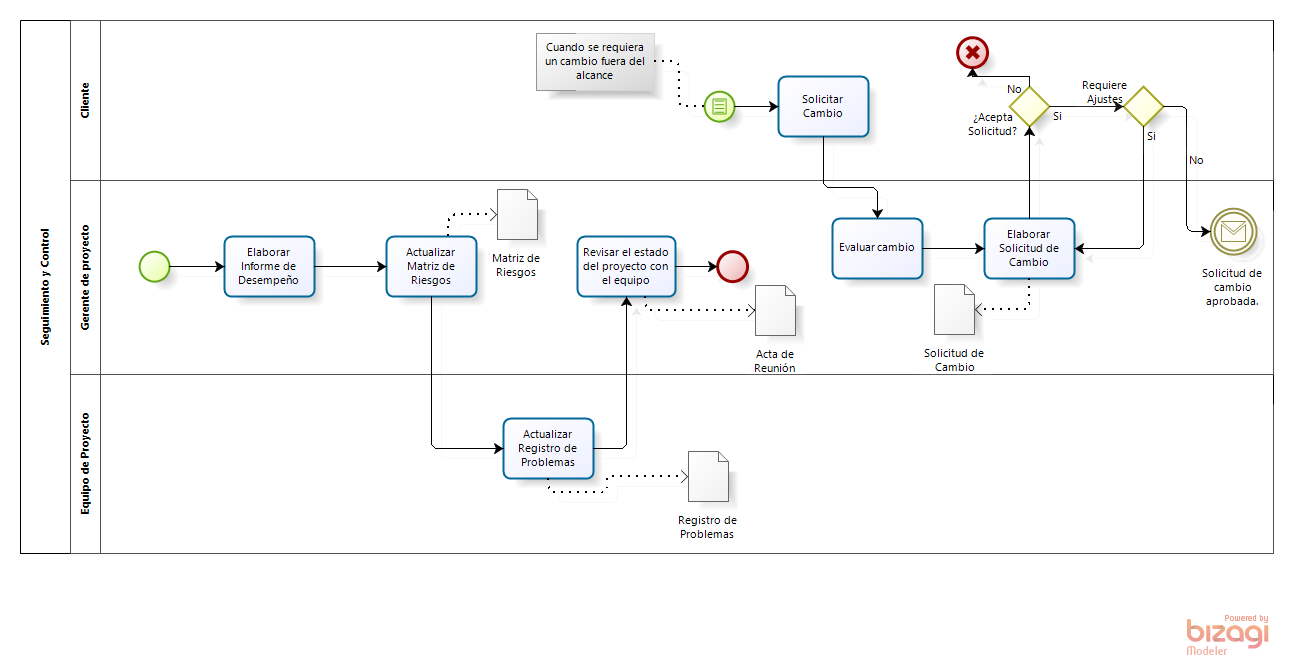 Seguimiento y Control
Cliente
Cuando se requiera
un cambio fuera del
alcance
Solicitar
Cambio
No
¿Acepta
Solicitud?
Si
Requiere
Ajustes
Si
No
Gerente de proyecto
Elaborar
Informe de
Desempeño
Actualizar
Matriz de
Riesgos
Matriz de
Riesgos
Revisar el estado
del proyecto con
el equipo
Acta de
Reunión
Evaluar cambio
Elaborar
Solicitud de
Cambio
Solicitud de
Cambio
Solicitud de
cambio
aprobada.
Equipo de Proyecto
Actualizar
Registro de
Problemas
Registro de
Problemas
Powered by
bizagi
Modeler